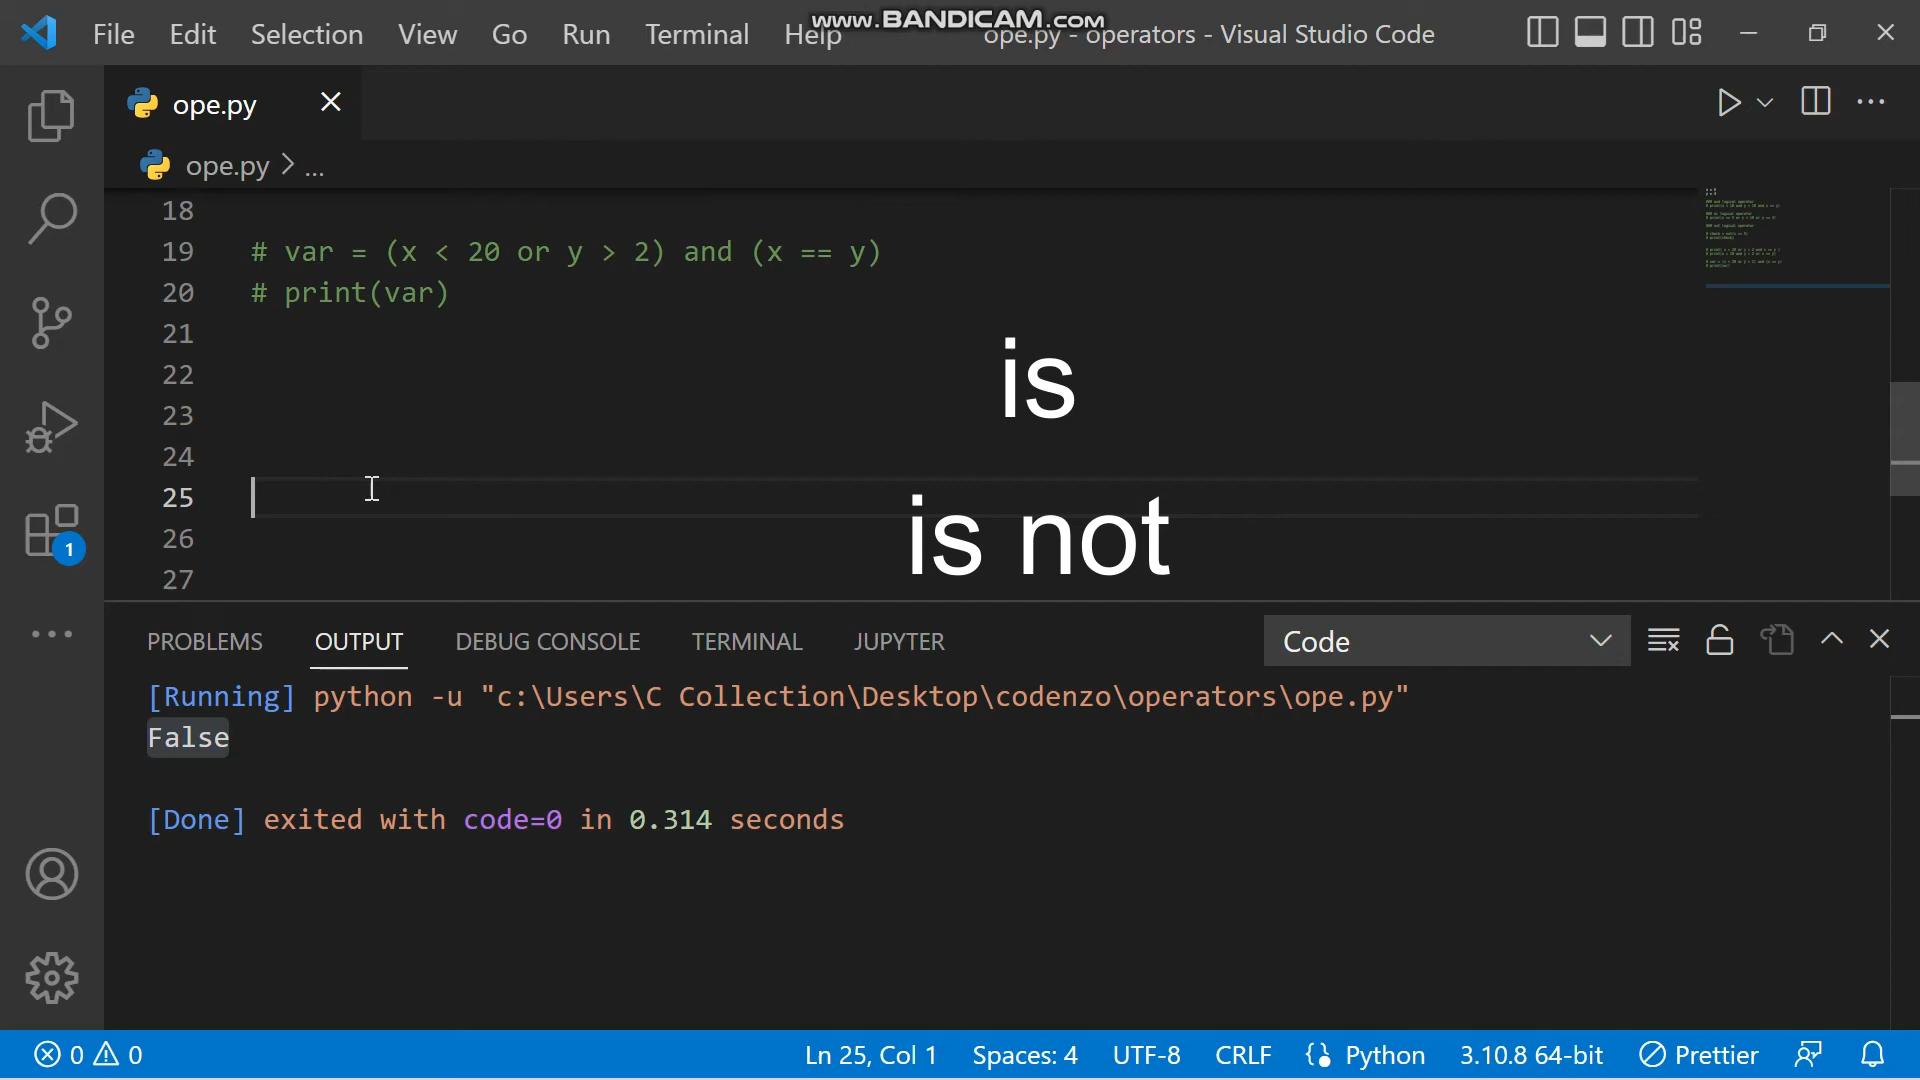 File Edit Selection View Go Run Terminal Help ope.py - operators - Visual Studio Code
www.BANDICAM.com
ope.py
ope.py > ...
18
19 # var = (x < 20 or y > 2) and (x == y)
20 # print(var)
21
22
23
24
25
26
27
is
is not
1
PROBLEMS OUTPUT DEBUG CONSOLE TERMINAL JUPYTER Code
[Running] python -u "c:\Users\C Collection\Desktop\codenzo\operators\ope.py"
False
[Done] exited with code=0 in 0.314 seconds
0 0 Ln 25, Col 1 Spaces: 4 UTF-8 CRLF Python 3.10.8 64-bit Prettier